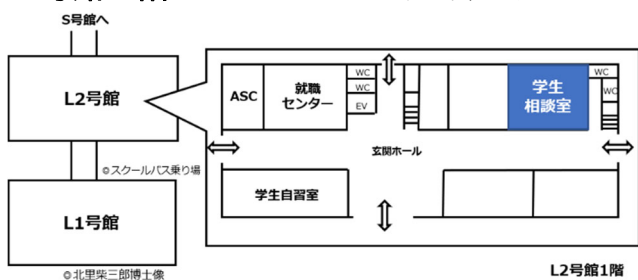 S号館へ
L2号館
ASC
就職
センター
WC
WC
EV
学生
相談室
WC
WC
玄関ホール
◎スクールバス乗り場
学生自習室
L1号館
◎北里柴三郎博士像
L2号館1階